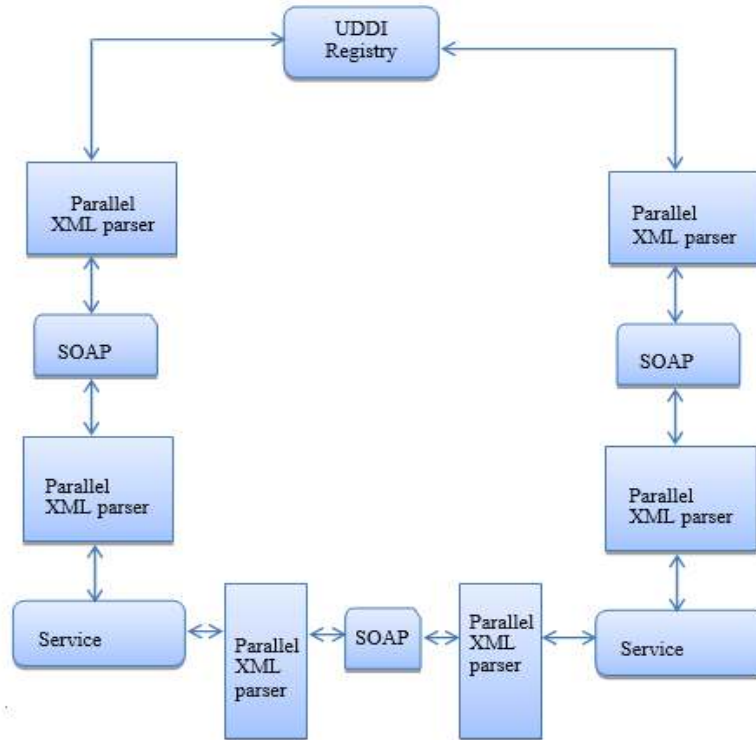 UDDI
Registry
Parallel
XML parser
Parallel
XML parser
SOAP
SOAP
Parallel
XML parser
Parallel
XML parser
Service
Parallel
XML
parser
SOAP
Parallel
XML
parser
Service